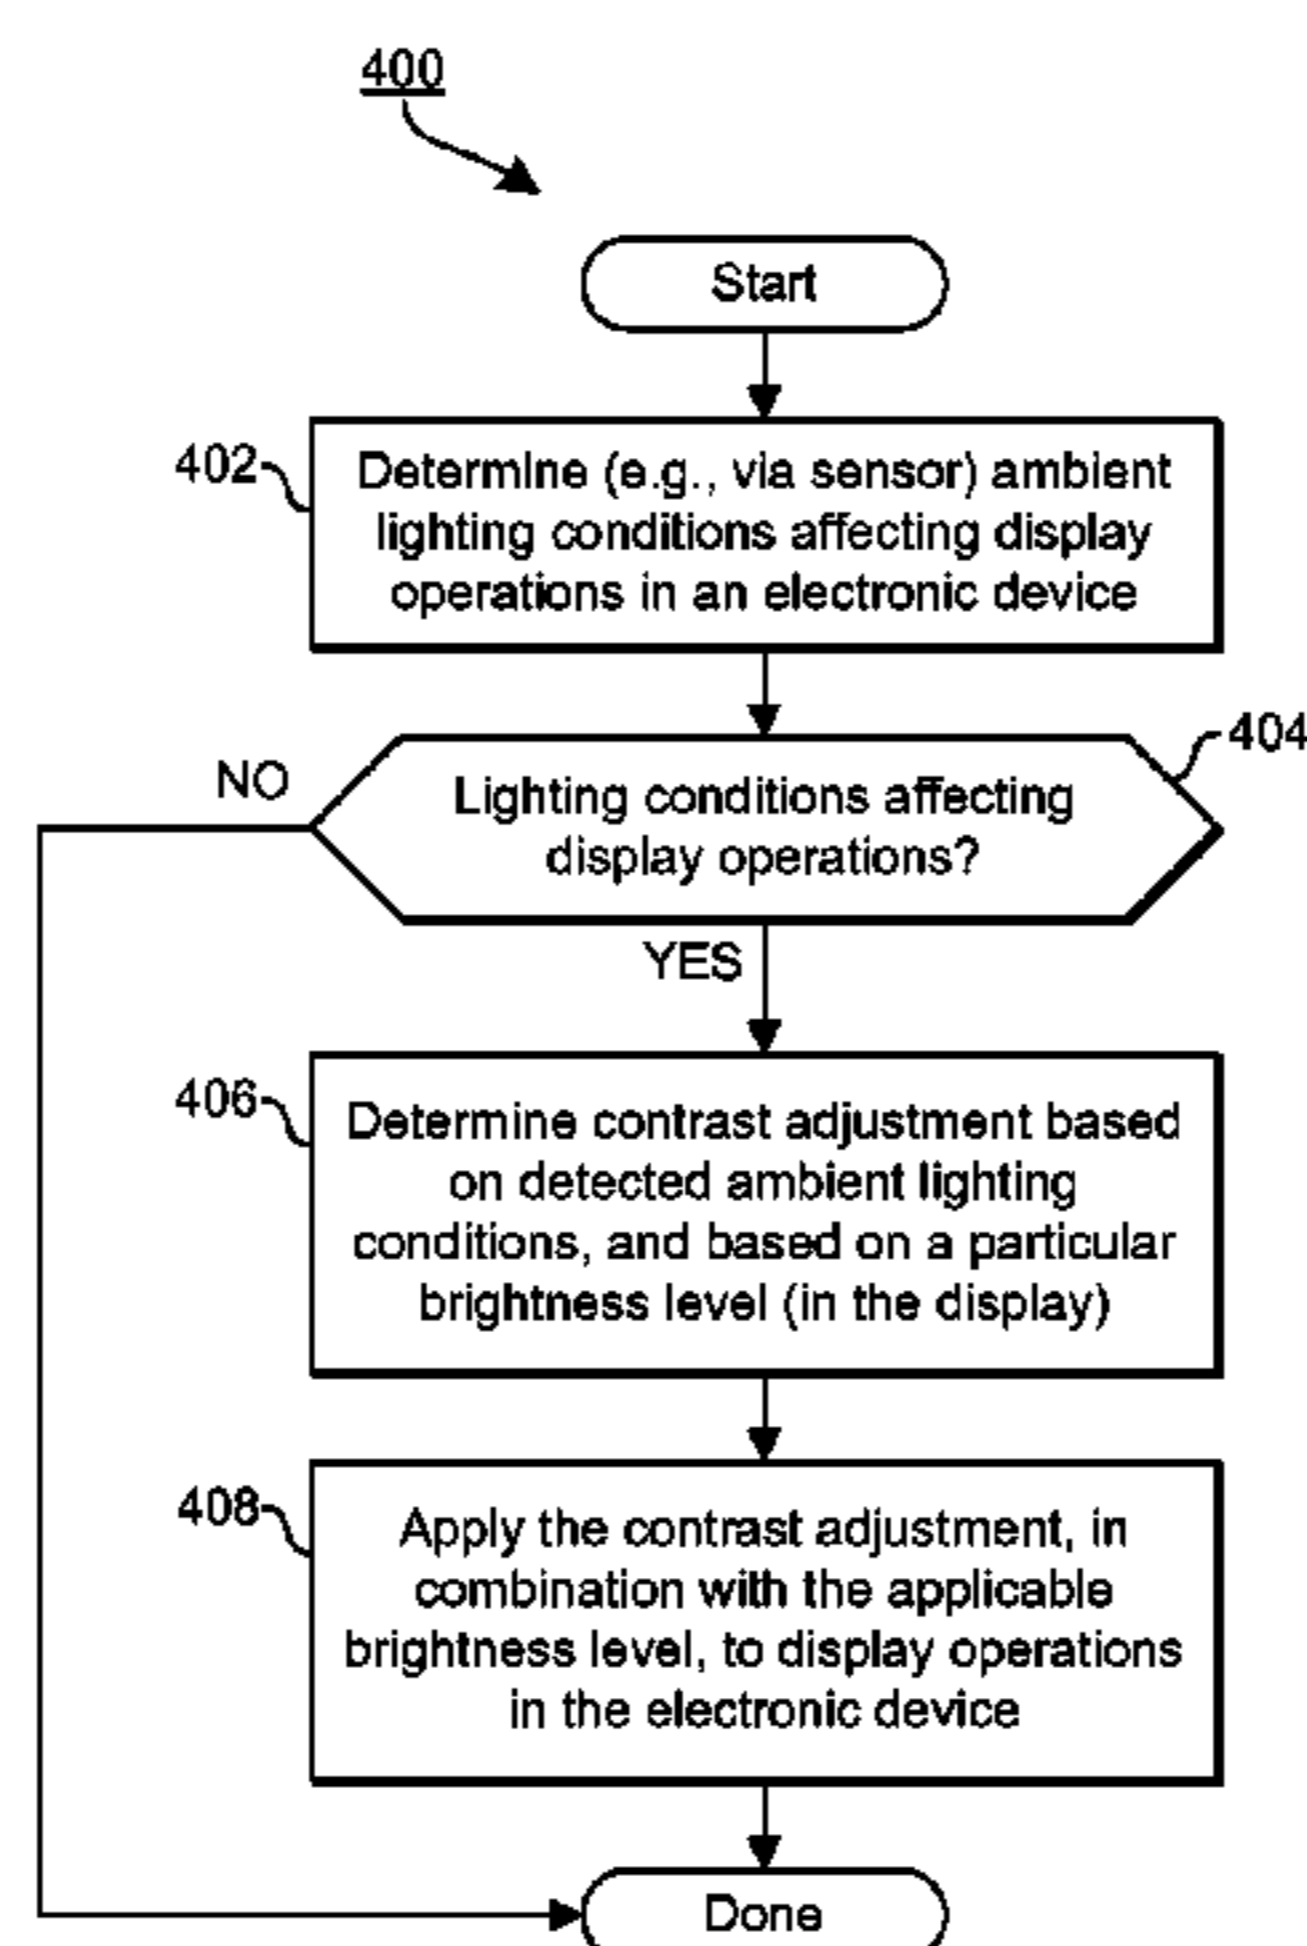 400
Start
402
Determine (e.g., via sensor) ambient
lighting conditions affecting display
operations in an electronic device
404
NO
Lighting conditions affecting
display operations?
YES
406
Determine contrast adjustment based
on detected ambient lighting
conditions, and based on a particular
brightness level (in the display)
408
Apply the contrast adjustment, in
combination with the applicable
brightness level, to display operations
in the electronic device
Done